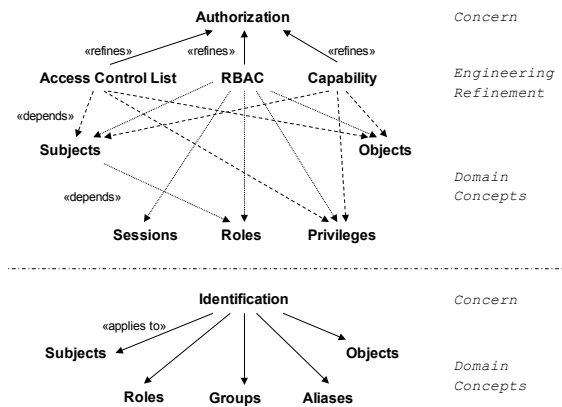 Authorization
Concern
«refines» «refines» «refines»
Access Control List RBAC Capability
Engineering
Refinement
«depends»
Subjects Objects
«depends»
Domain
Concepts
Sessions Roles Privileges
Identification
Concern
«applies to»
Subjects Objects
Domain
Concepts
Roles Groups Aliases